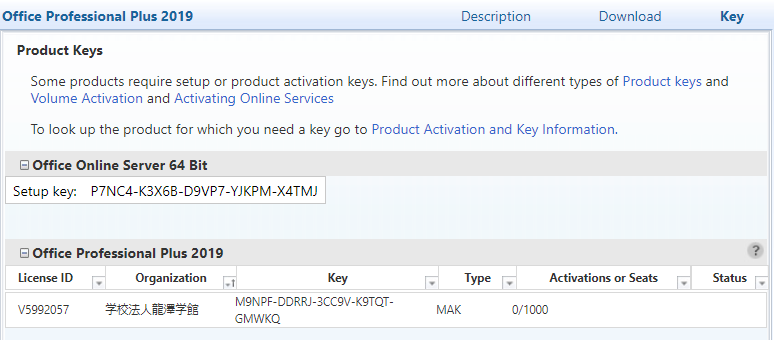 Office Professional Plus 2019 Description Download Key
Product Keys
Some products require setup or product activation keys. Find out more about different types of Product keys and
Volume Activation and Activating Online Services
To look up the product for which you need a key go to Product Activation and Key Information.
Office Online Server 64 Bit
Setup key: P7NC4-K3X6B-D9VP7-YJKPM-X4TMJ
Office Professional Plus 2019 ?
License ID Organization Key Type Activations or Seats Status
V5992057 学校法人龍澤学館 M9NPF-DDRRJ-3CC9V-K9TQT- MAK 0/1000
GMWKQ